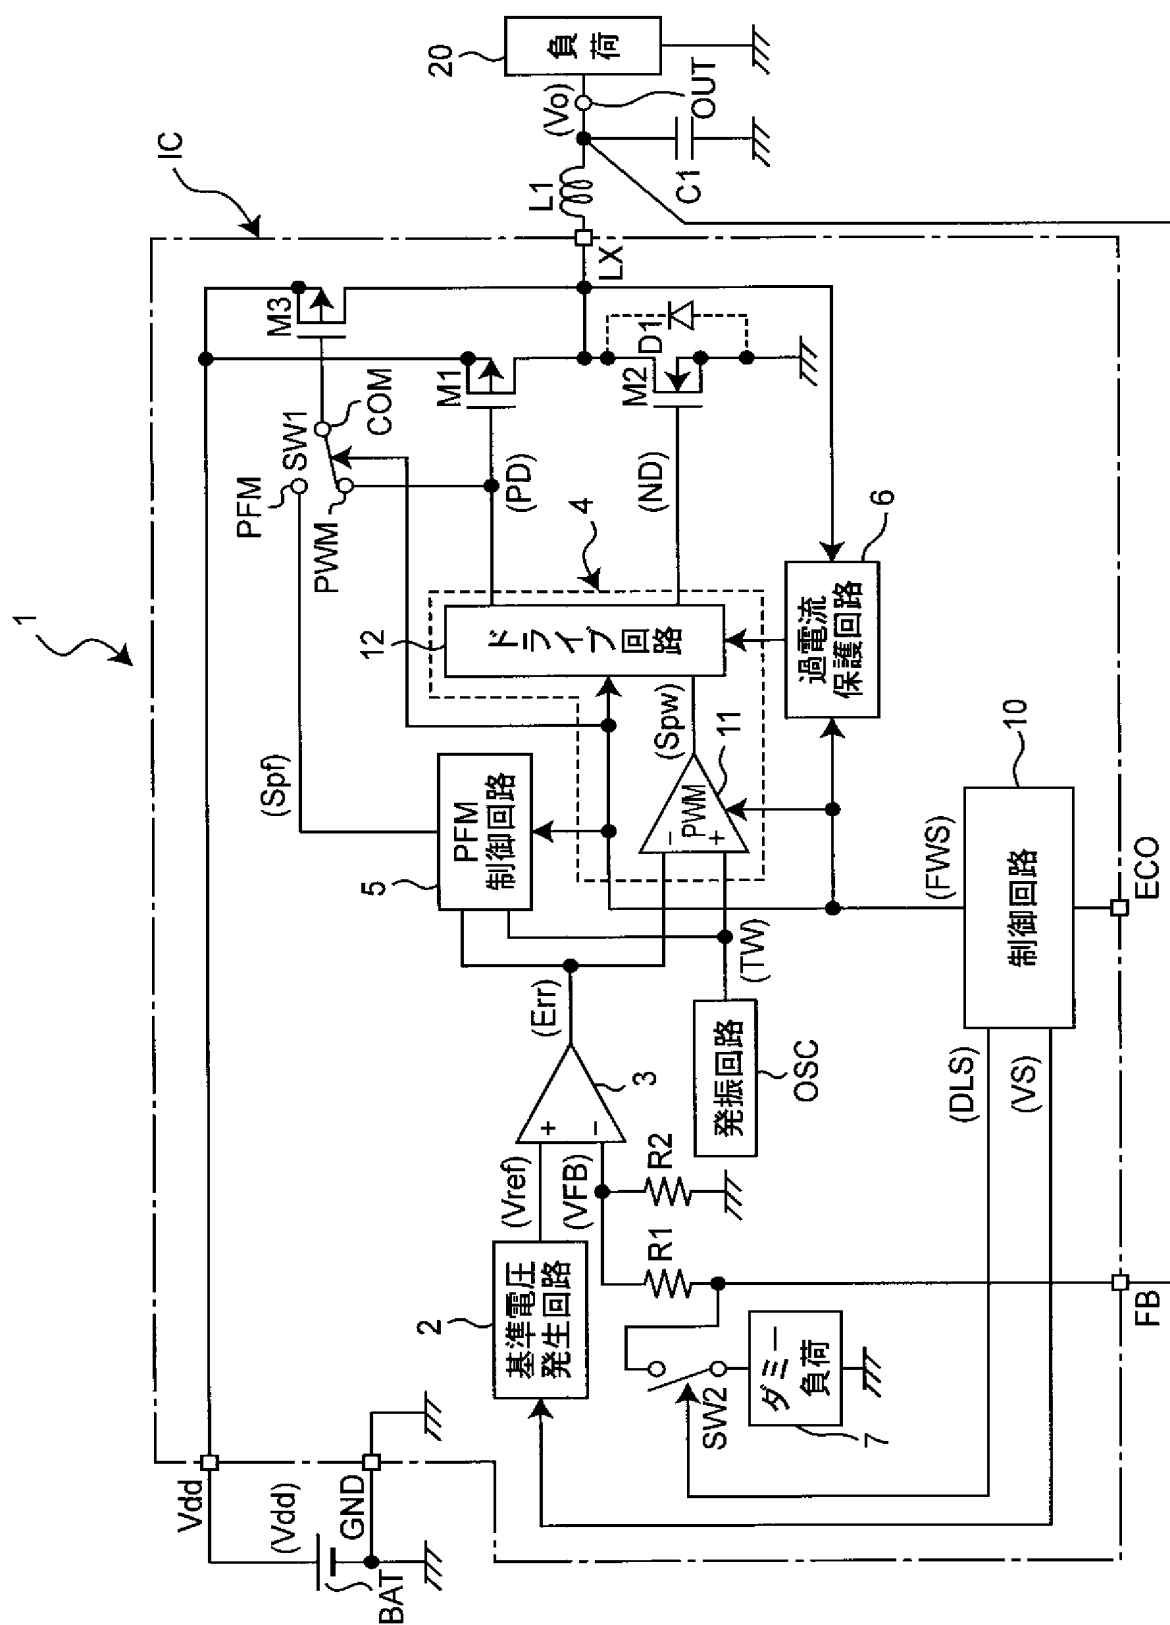 1
IC
Vdd
(Vdd)
GND
BAT
2
基準電圧
発生回路
(Vref)
(VFB)
+
−
3
(Err)
R1
R2
5
PFM
制御回路
(Spf)
PFM
SW1
PWM
COM
M3
M1
(PD)
4
12
ドライブ回路
(Spw)
11
−
PWM
+
(ND)
M2
D1
LX
L1
(Vo)
OUT
C1
20
負荷
6
過電流
保護回路
発振回路
OSC
(TW)
10
制御回路
(FWS)
(DLS)
(VS)
ECO
SW2
ダミー
負荷
7
FB